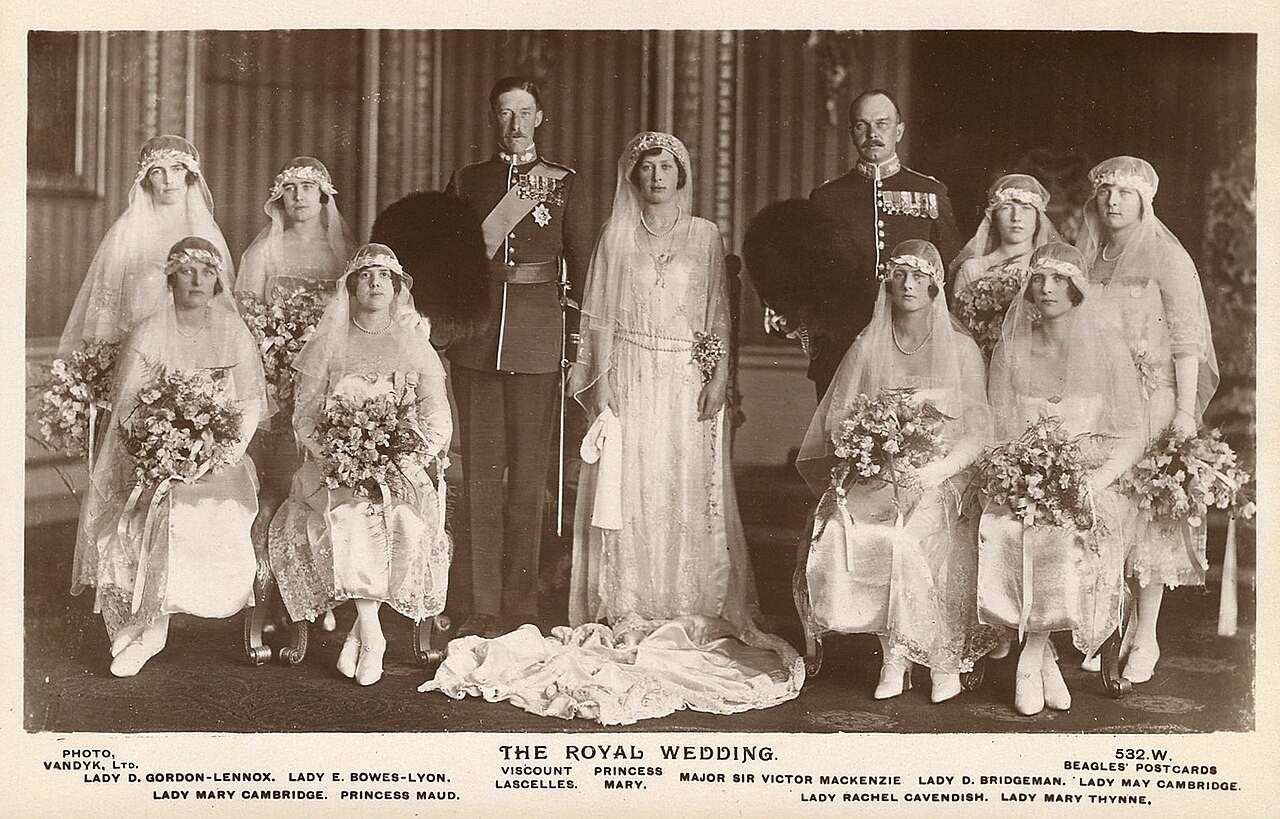 PHOTO,
VANDYK, LTD.
THE ROYAL WEDDING.
532.W.
BEAGLES' POSTCARDS
LADY D. GORDON-LENNOX. LADY E. BOWES-LYON.
VISCOUNT PRINCESS
LASCELLES. MARY.
MAJOR SIR VICTOR MACKENZIE LADY D. BRIDGEMAN. LADY MAY CAMBRIDGE.
LADY MARY CAMBRIDGE. PRINCESS MAUD.
LADY RACHEL CAVENDISH. LADY MARY THYNNE.